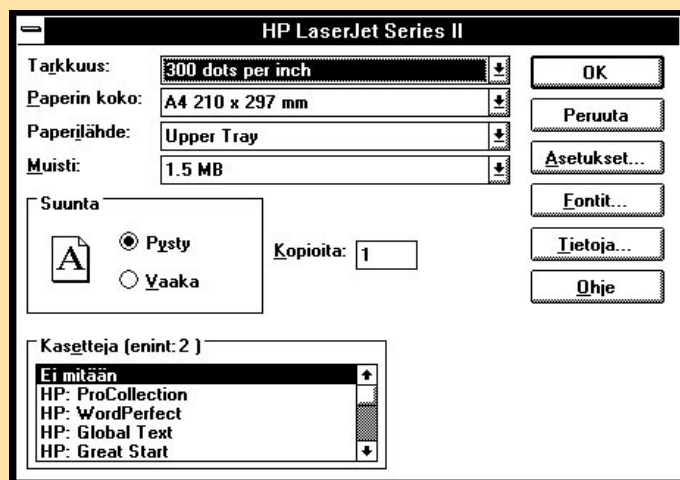 HP LaserJet Series II
Tarkkuus: 300 dots per inch
Paperin koko: A4 210 x 297 mm
Paperilähde: Upper Tray
Muisti: 1.5 MB
OK
Peruuta
Asetukset...
Fontit...
Tietoja...
Ohje
Suunta
A
Pysty
Vaaka
Kopioita: 1
Kasetteja (enint: 2 )
Ei mitään
HP: ProCollection
HP: WordPerfect
HP: Global Text
HP: Great Start